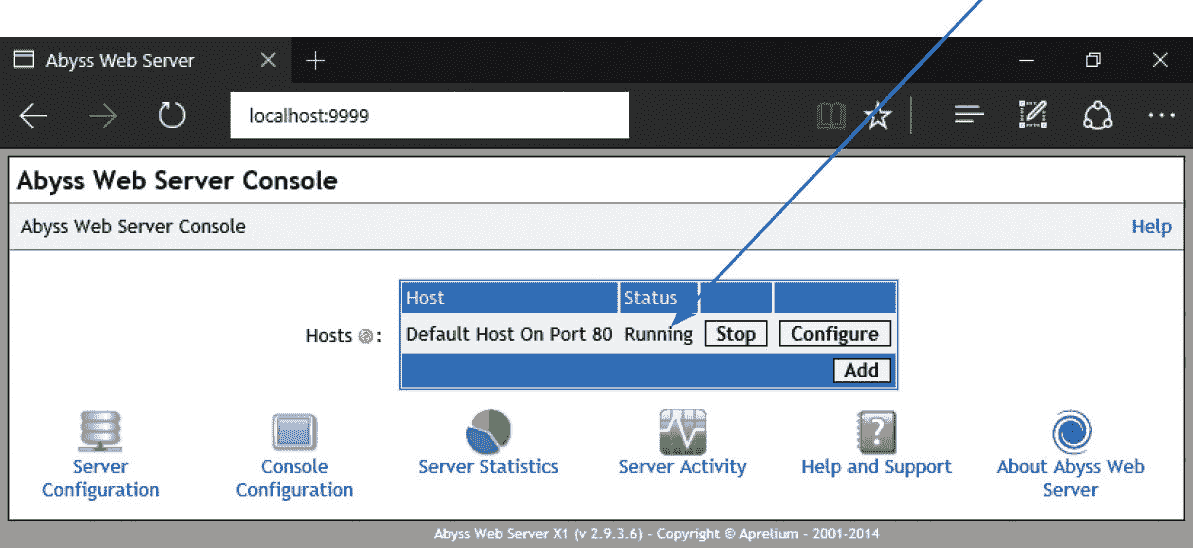 Abyss Web Server
localhost:9999
Abyss Web Server Console
Abyss Web Server Console Help
Host Status
Hosts : Default Host On Port 80 Running Stop Configure
Add
Server Configuration
Console Configuration
Server Statistics
Server Activity
Help and Support
About Abyss Web Server
Abyss Web Server X1 (v 2.9.3.6) - Copyright © Aprelium - 2001-2014